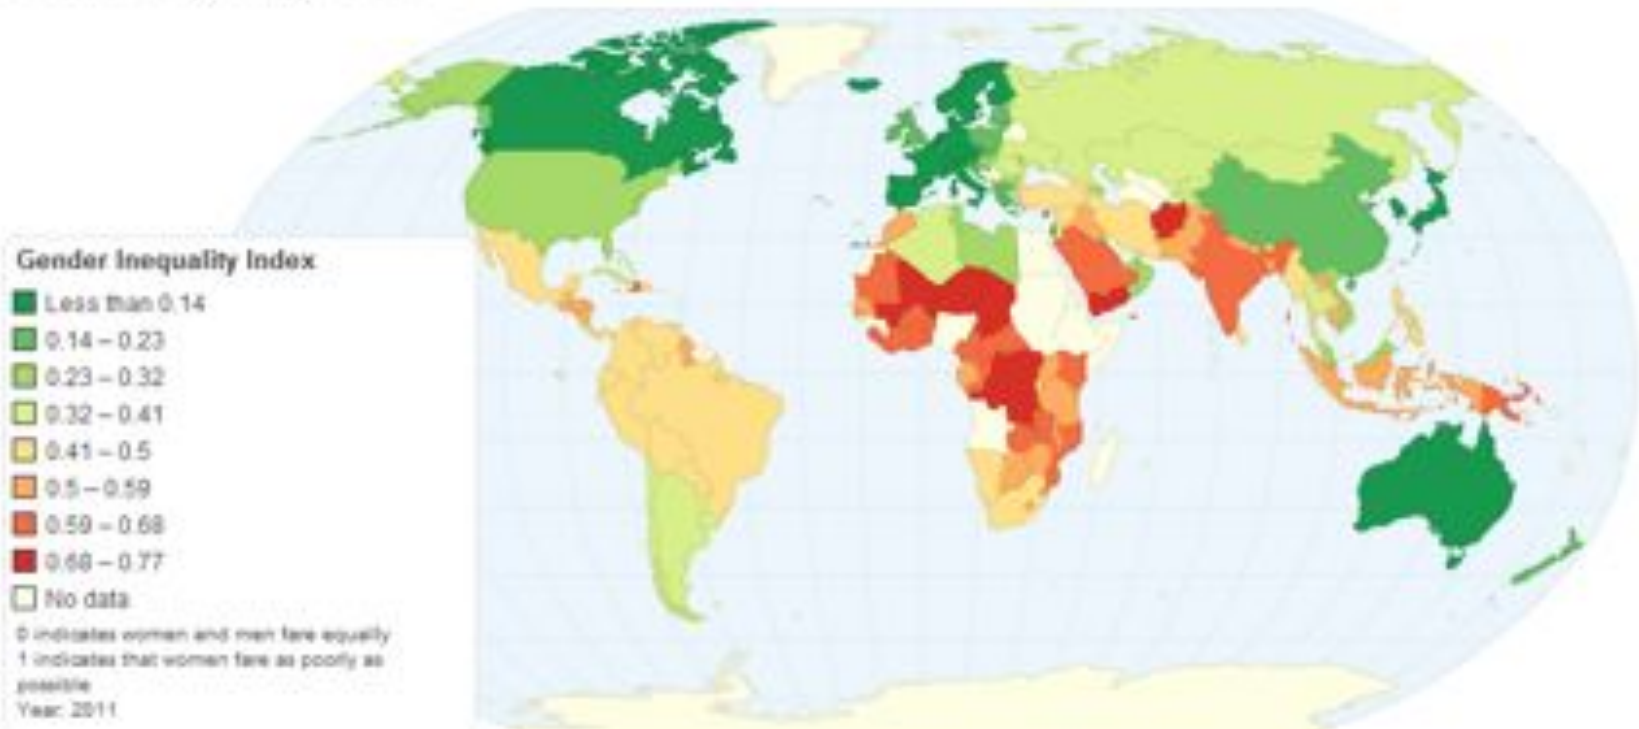 Gender Inequality Index
Less than 0.14
0.14 – 0.23
0.23 – 0.32
0.32 – 0.41
0.41 – 0.5
0.5 – 0.59
0.59 – 0.68
0.68 – 0.77
No data
0 indicates women and men fare equally
1 indicates that women fare as poorly as
possible
Year: 2011